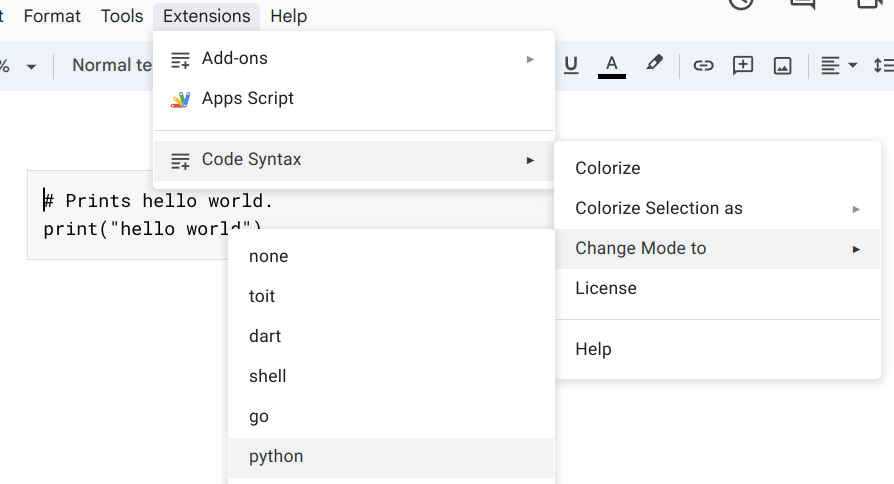 t Format Tools Extensions Help
% Normal te U A
Add-ons
Apps Script
Code Syntax
# Prints hello world.
print("hello world")
Colorize
Colorize Selection as
Change Mode to
License
Help
none
toit
dart
shell
go
python